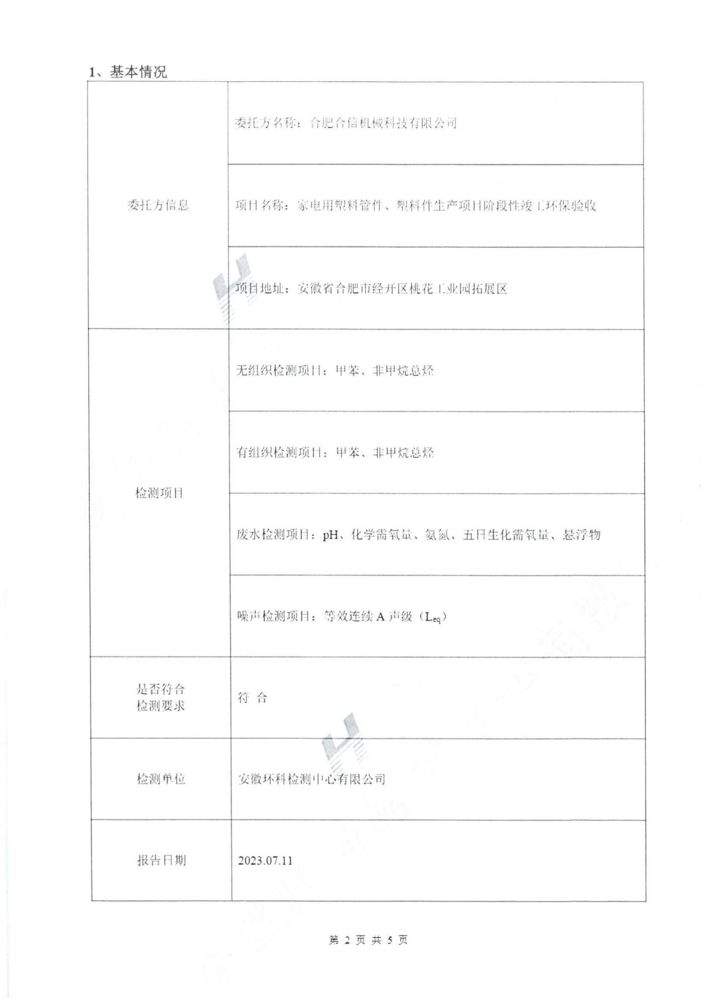 1、基本情况
委托方信息
委托方名称：合肥合信机械科技有限公司
项目名称：家电用塑料管件、塑料件生产项目阶段性竣工环保验收
项目地址：安徽省合肥市经开区桃花工业园拓展区
检测项目
无组织检测项目：甲苯、非甲烷总烃
有组织检测项目：甲苯、非甲烷总烃
废水检测项目：pH、化学需氧量、氨氮、五日生化需氧量、悬浮物
噪声检测项目：等效连续 A 声级（Leq）
是否符合
检测要求
符 合
检测单位
安徽环科检测中心有限公司
报告日期
2023.07.11
第 2 页 共 5 页